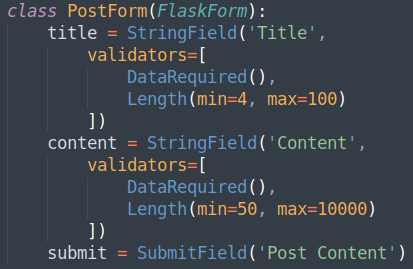 class PostForm(FlaskForm):
    title = StringField('Title',
        validators=[
            DataRequired(),
            Length(min=4, max=100)
        ])
    content = StringField('Content',
        validators=[
            DataRequired(),
            Length(min=50, max=10000)
        ])
    submit = SubmitField('Post Content')